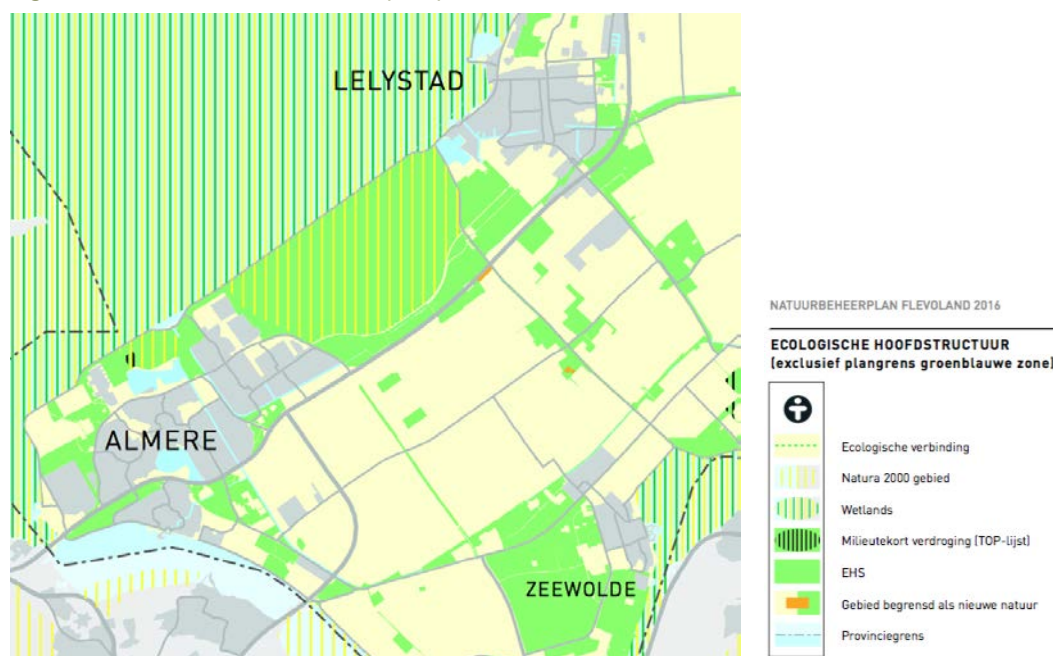 LELYSTAD
ALMERE
ZEEWOLDE
NATUURBEHEERPLAN FLEVOLAND 2016
ECOLOGISCHE HOOFDSTRUCTUUR
(exclusief plangrens groenblauwe zone)
Ecologische verbinding
Natura 2000 gebied
Wetlands
Milieutekort verdroging (TOP-lijst)
EHS
Gebied begrensd als nieuwe natuur
Provinciegrens